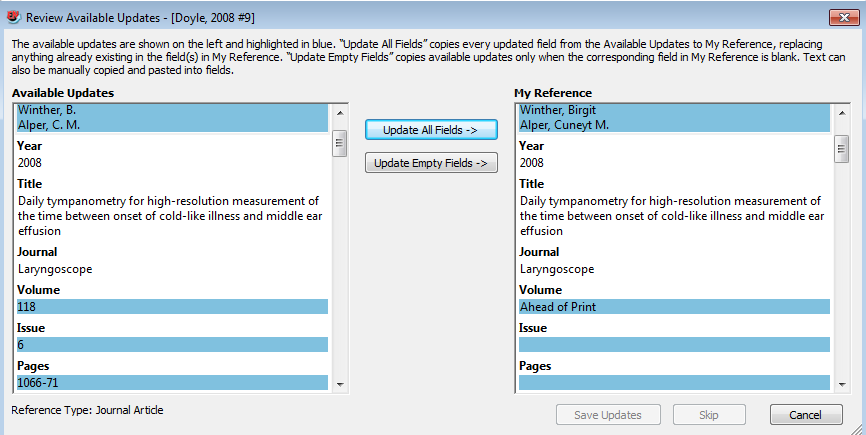 Review Available Updates - [Doyle, 2008 #9]
The available updates are shown on the left and highlighted in blue. "Update All Fields" copies every updated field from the Available Updates to My Reference, replacing
anything already existing in the field(s) in My Reference. "Update Empty Fields" copies available updates only when the corresponding field in My Reference is blank. Text can
also be manually copied and pasted into fields.
Available Updates
Winther, B.
Alper, C. M.
Year
2008
Title
Daily tympanometry for high-resolution measurement of
the time between onset of cold-like illness and middle ear
effusion
Journal
Laryngoscope
Volume
118
Issue
6
Pages
1066-71
Update All Fields ->
Update Empty Fields ->
My Reference
Winther, Birgit
Alper, Cuneyt M.
Year
2008
Title
Daily tympanometry for high-resolution measurement of
the time between onset of cold-like illness and middle ear
effusion
Journal
Laryngoscope
Volume
Ahead of Print
Issue
Pages
Reference Type: Journal Article
Save Updates
Skip
Cancel